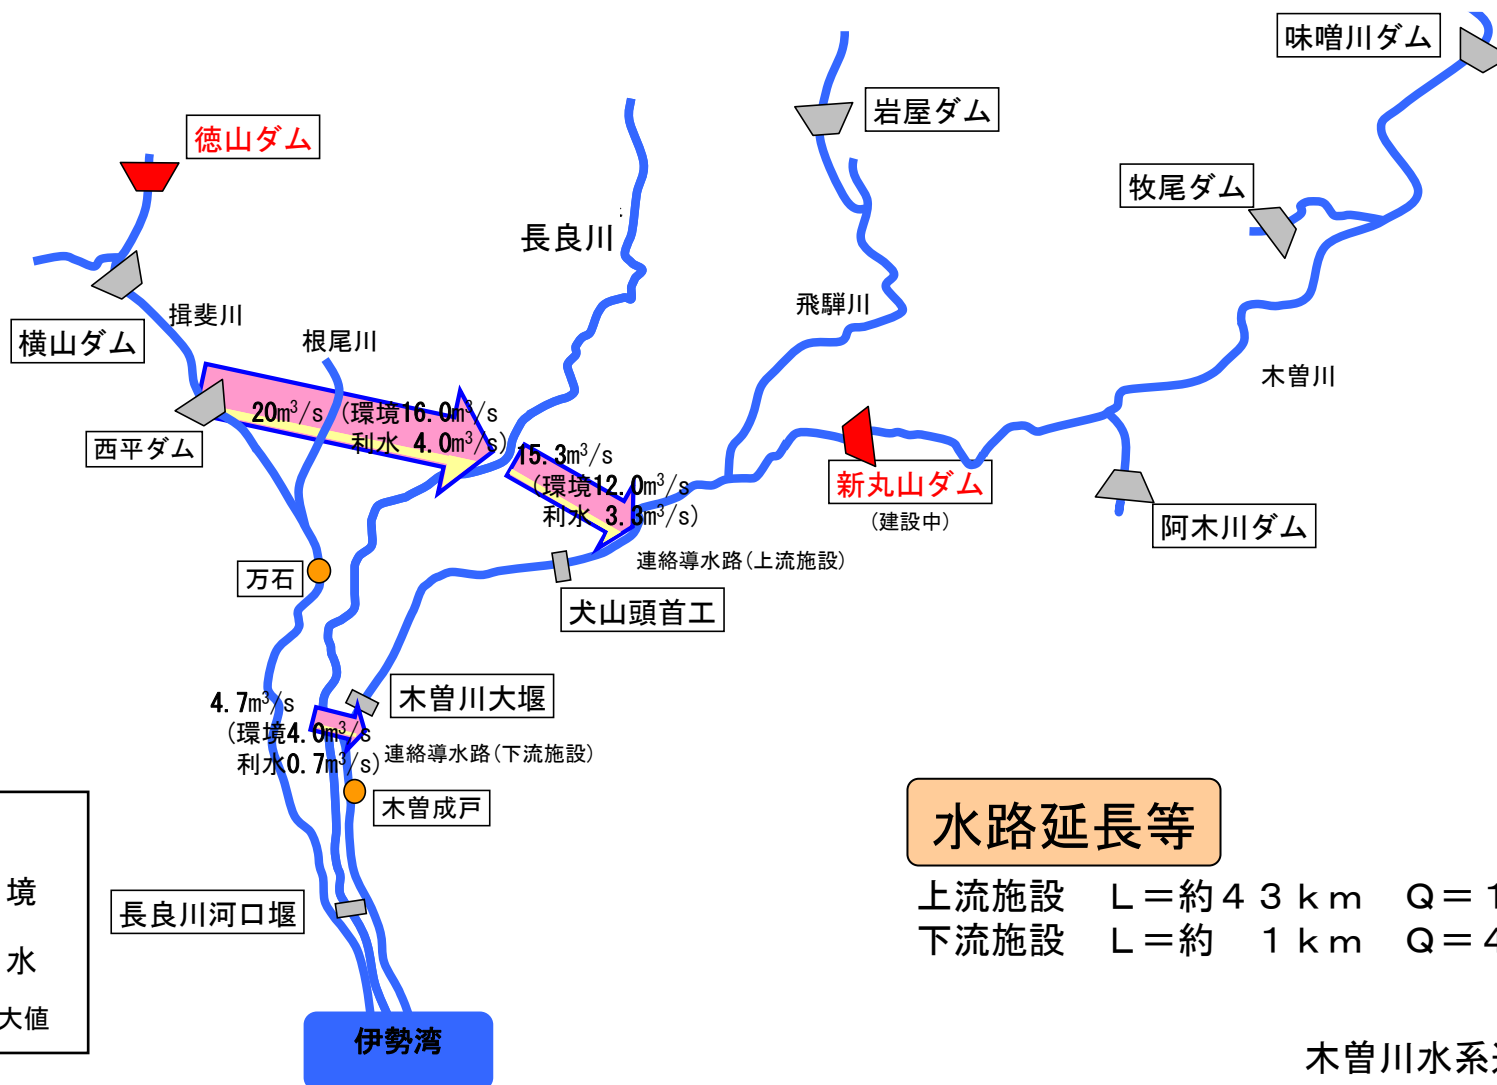 味噌川ダム
岩屋ダム
徳山ダム
牧尾ダム
長良川
飛騨川
揖斐川
横山ダム
根尾川
木曽川
20m³/s (環境16.0m³/s
利水 4.0m³/s)
西平ダム
15.3m³/s
(環境12.0m³/s
利水 3.3m³/s)
新丸山ダム
(建設中)
阿木川ダム
連絡導水路(上流施設)
万石
犬山頭首工
木曽川大堰
4.7m³/s
(環境4.0m³/s
利水0.7m³/s)
連絡導水路(下流施設)
木曽成戸
水路延長等
境
長良川河口堰
上流施設 L=約43km Q=1
下流施設 L=約 1km Q=4
水
大値
伊勢湾
木曽川水系